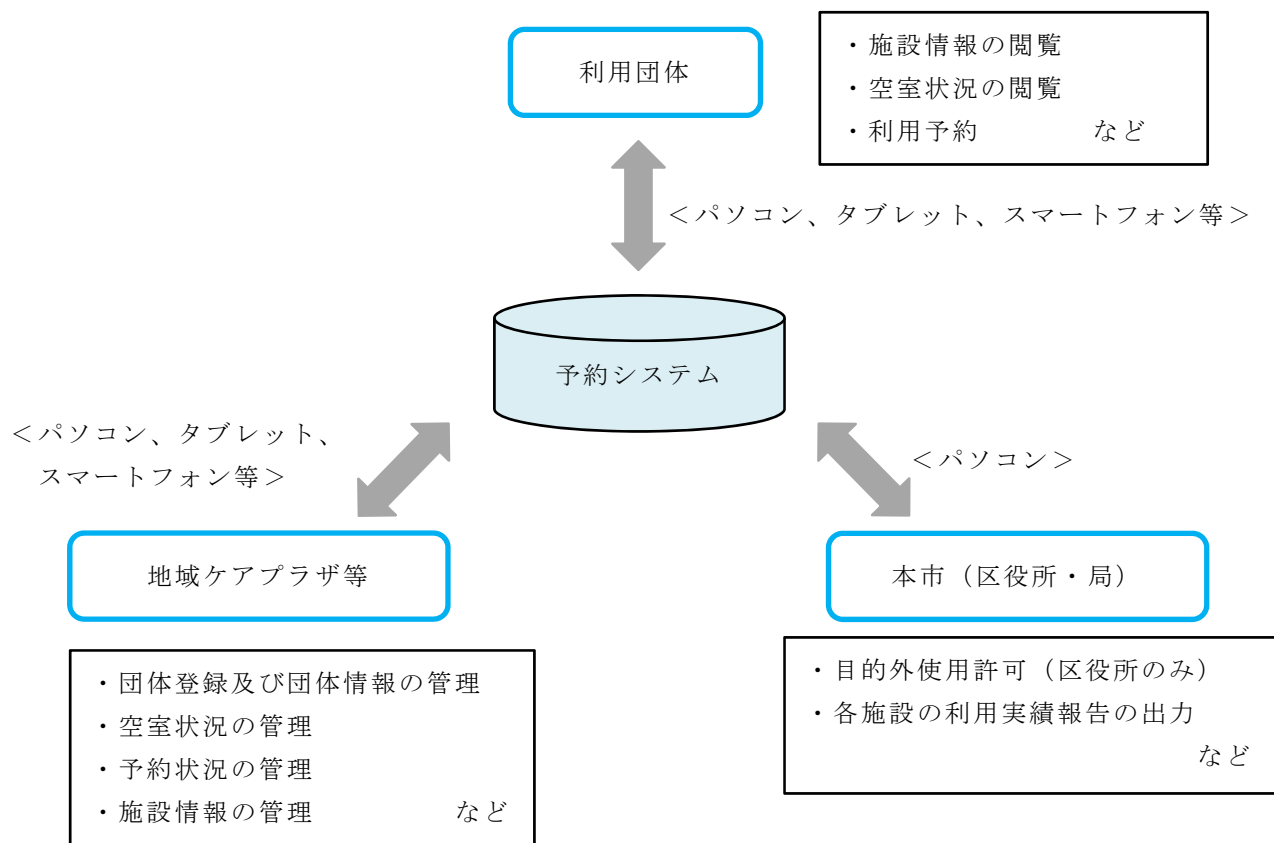 利用団体
・施設情報の閲覧
・空室状況の閲覧
・利用予約 など
＜パソコン、タブレット、スマートフォン等＞
予約システム
＜パソコン、タブレット、
スマートフォン等＞
＜パソコン＞
地域ケアプラザ等
本市（区役所・局）
・団体登録及び団体情報の管理
・空室状況の管理
・予約状況の管理
・施設情報の管理 など
・目的外使用許可（区役所のみ）
・各施設の利用実績報告の出力
など